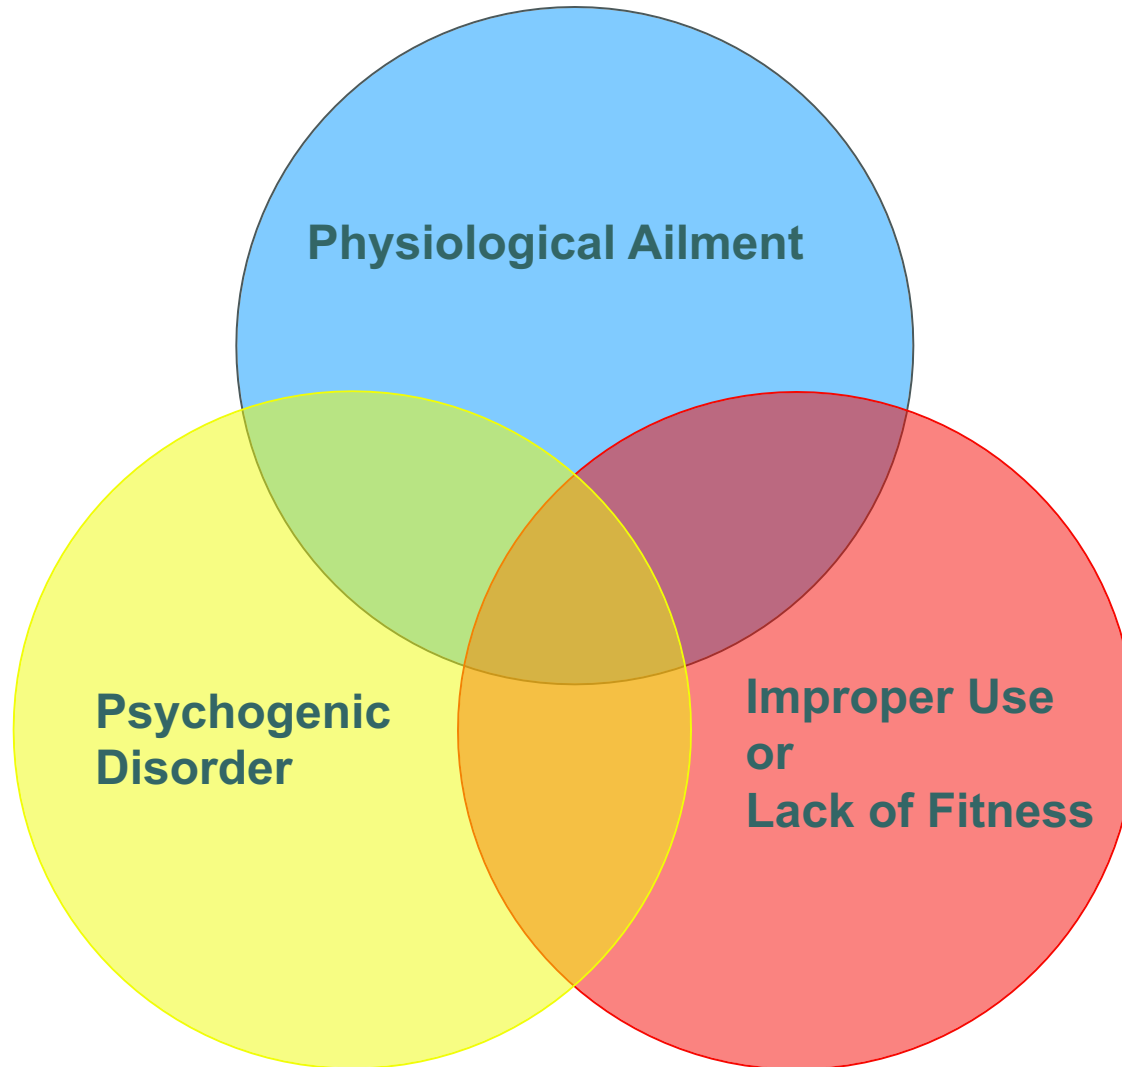 Physiological Ailment
Psychogenic
Disorder
Improper Use
or
Lack of Fitness